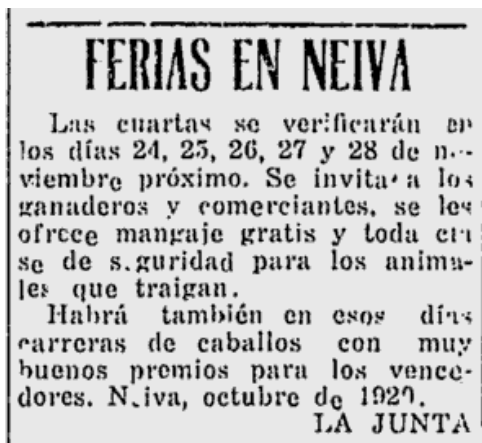 FERIAS EN NEIVA
Las cuartas se verificarán en
los días 24, 25, 26, 27 y 28 de no-
viembre próximo. Se invita a los
ganaderos y comerciantes, se les
ofrece mangaje gratis y toda cla
se de s.guridad para los anima-
les que traigan.
Habrá también en esos días
carreras de caballos con muy
buenos premios para los vence-
dores. N.iva, octubre de 1920.
LA JUNTA